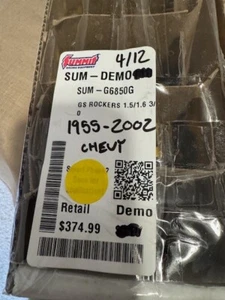 SUMMIT
4/12
SUM-DEMO
SUM-G6850G
GS ROCKERS 1.5/1.6 3/
0
1955-2002
CHEVY
Retail Demo
$374.99